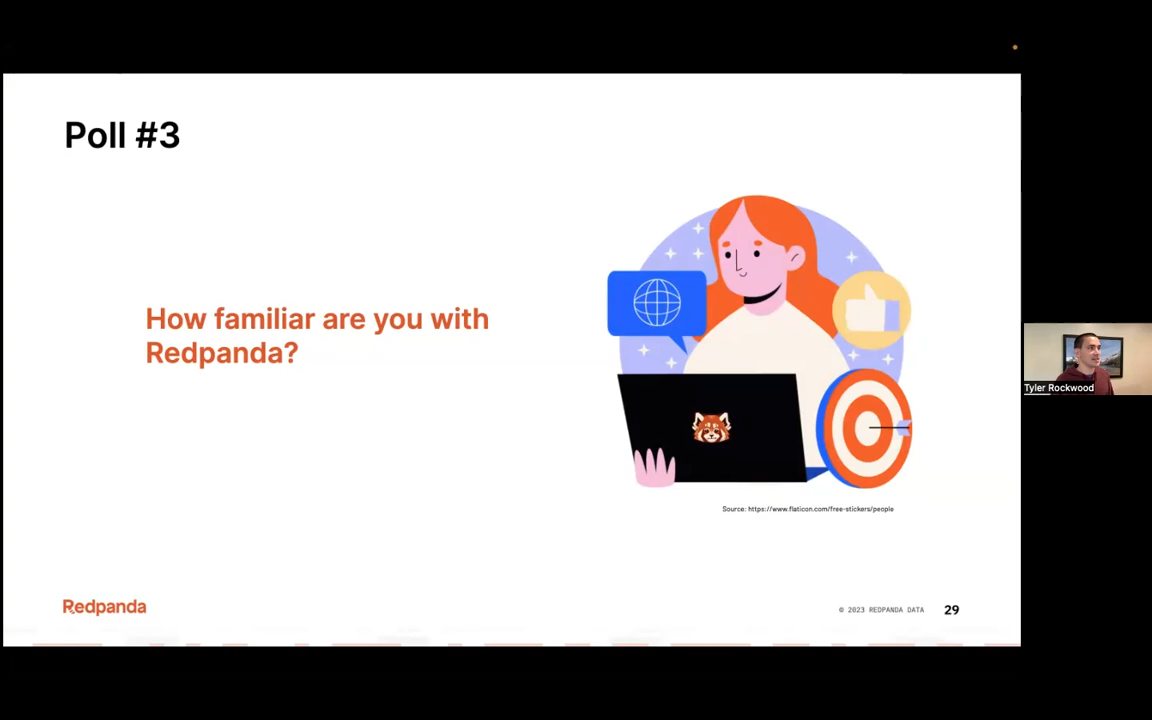 Poll #3
How familiar are you with
Redpanda?
Tyler Rockwood
Source: https://www.flaticon.com/free-stickers/people
Redpanda
© 2023 REDPANDA DATA
29